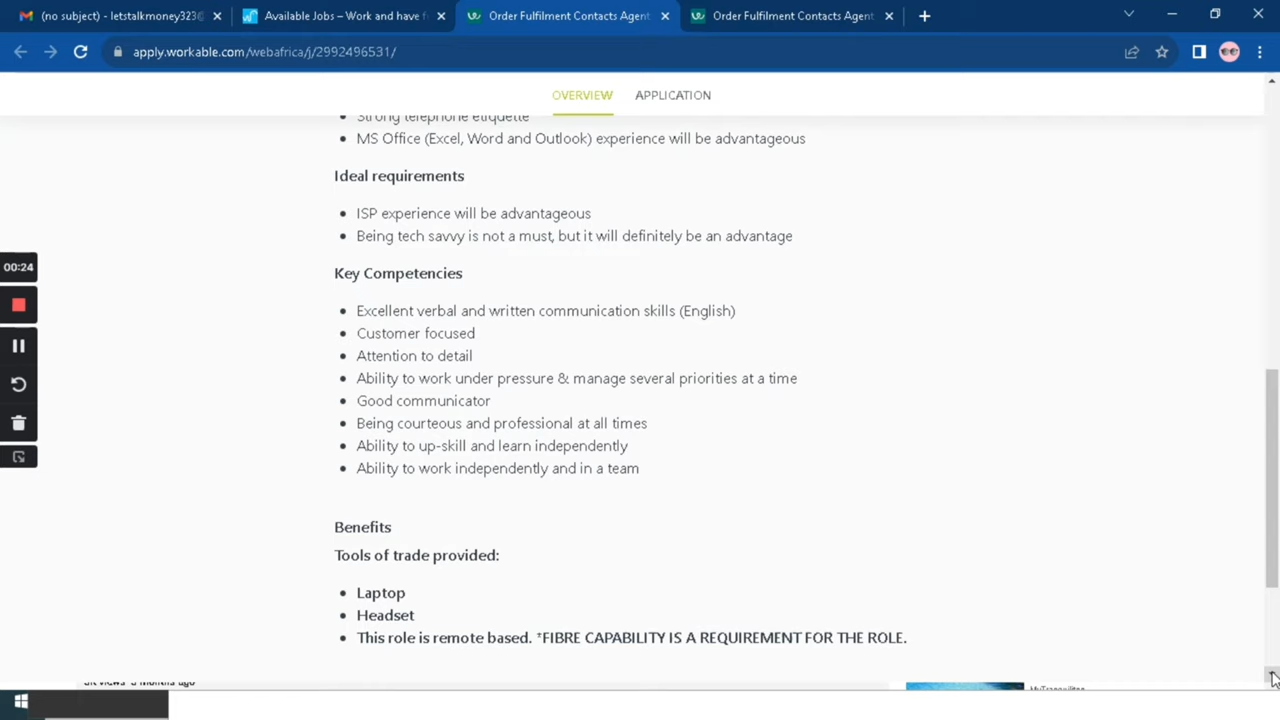 (no subject) - letstalkmoney323@
Available Jobs – Work and have f
Order Fulfilment Contacts Agent
Order Fulfilment Contacts Agent
apply.workable.com/webafrica/j/2992496531/
OVERVIEW
APPLICATION
Strong telephone etiquette
• MS Office (Excel, Word and Outlook) experience will be advantageous
Ideal requirements
• ISP experience will be advantageous
• Being tech savvy is not a must, but it will definitely be an advantage
00:24
Key Competencies
• Excellent verbal and written communication skills (English)
• Customer focused
• Attention to detail
• Ability to work under pressure & manage several priorities at a time
• Good communicator
• Being courteous and professional at all times
• Ability to up-skill and learn independently
• Ability to work independently and in a team
Benefits
Tools of trade provided:
• Laptop
• Headset
• This role is remote based. *FIBRE CAPABILITY IS A REQUIREMENT FOR THE ROLE.